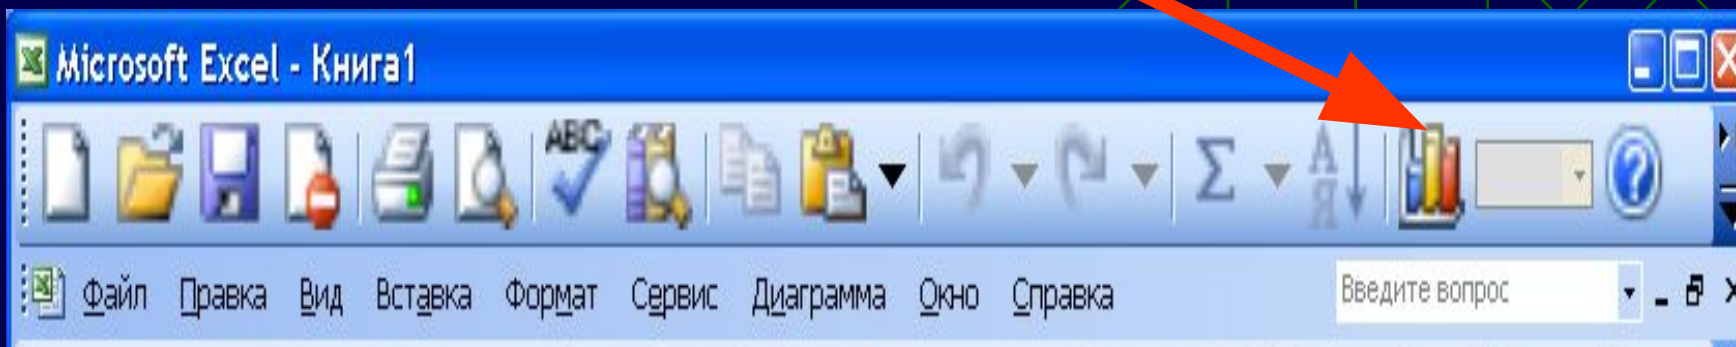 Microsoft Excel - Книга1
ABC
Σ
А
Я
Файл Правка Вид Вставка Формат Сервис Диаграмма Окно Справка Введите вопрос